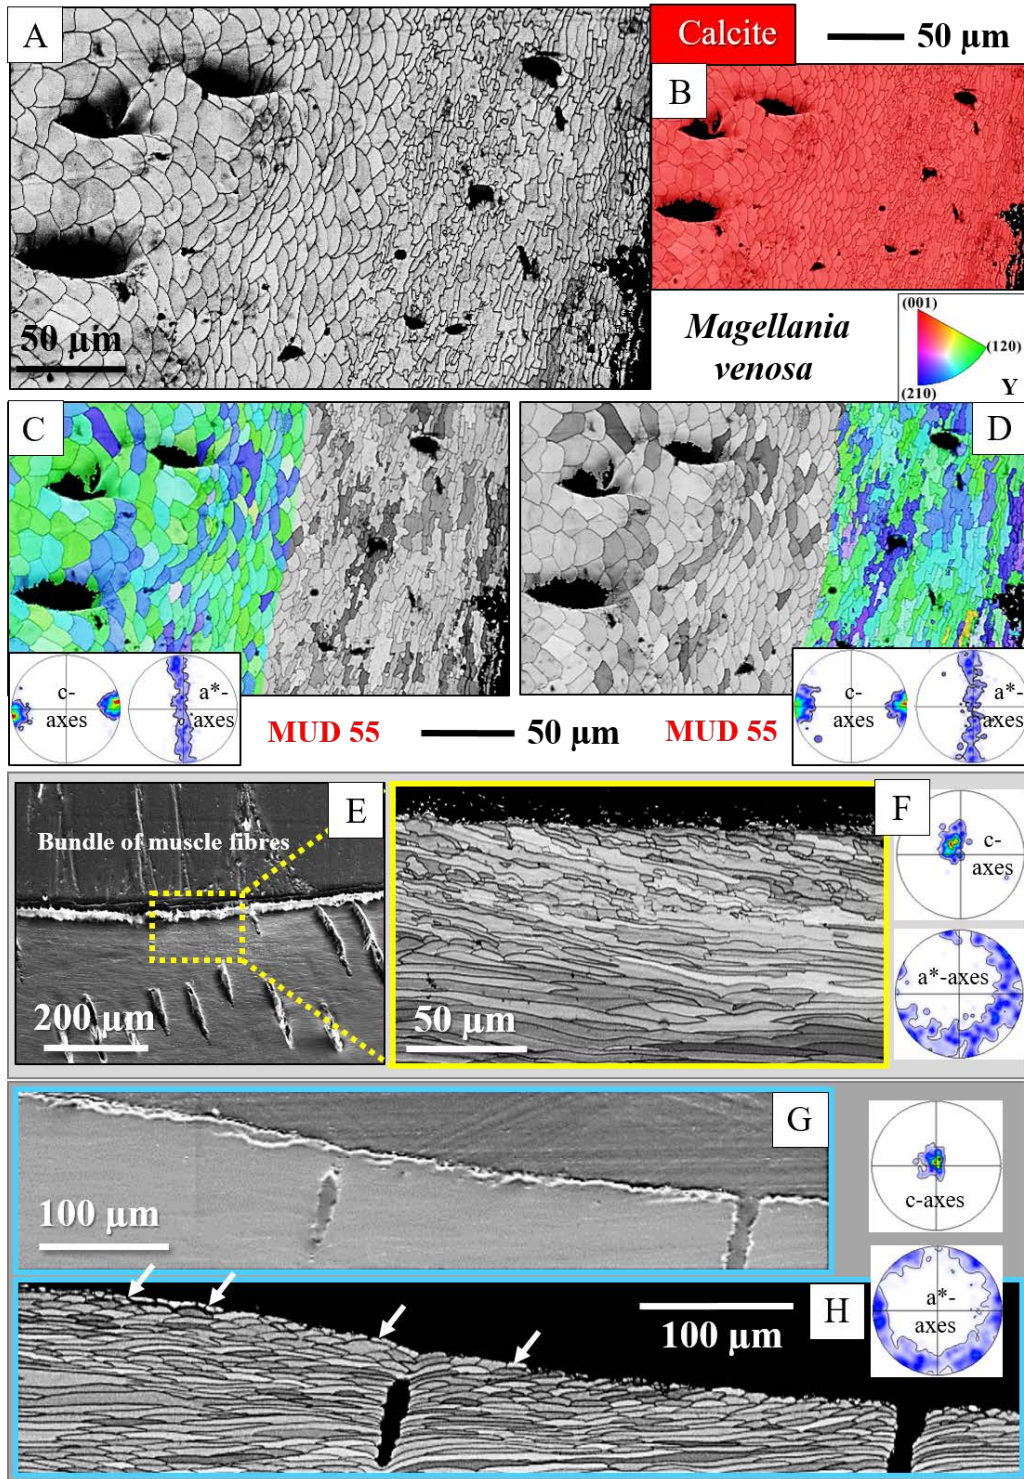 A
Calcite
50 µm
B
50 µm
Magellania
venosa
(001)
(120)
(210)
Y
C
D
c-
axes
a*-
axes
MUD 55
50 µm
MUD 55
c-
axes
a*-
axes
E
Bundle of muscle fibres
200 µm
F
50 µm
c-
axes
a*-axes
G
100 µm
c-axes
H
100 µm
a*-
axes